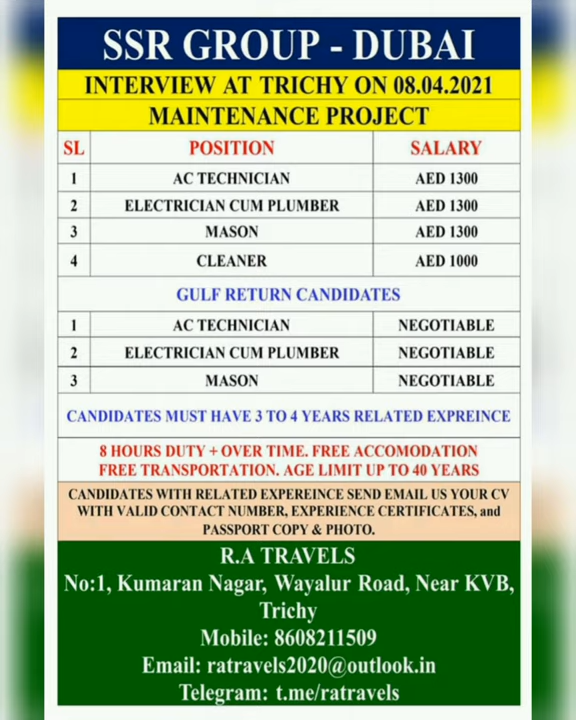 SSR GROUP - DUBAI
INTERVIEW AT TRICHY ON 08.04.2021
MAINTENANCE PROJECT
SL POSITION SALARY
1 AC TECHNICIAN AED 1300
2 ELECTRICIAN CUM PLUMBER AED 1300
3 MASON AED 1300
4 CLEANER AED 1000
GULF RETURN CANDIDATES
1 AC TECHNICIAN NEGOTIABLE
2 ELECTRICIAN CUM PLUMBER NEGOTIABLE
3 MASON NEGOTIABLE
CANDIDATES MUST HAVE 3 TO 4 YEARS RELATED EXPREINCE
8 HOURS DUTY + OVER TIME. FREE ACCOMODATION
FREE TRANSPORTATION. AGE LIMIT UP TO 40 YEARS
CANDIDATES WITH RELATED EXPEREINCE SEND EMAIL US YOUR CV
WITH VALID CONTACT NUMBER, EXPERIENCE CERTIFICATES, and
PASSPORT COPY & PHOTO.
R.A TRAVELS
No:1, Kumaran Nagar, Wayalur Road, Near KVB,
Trichy
Mobile: 8608211509
Email: ratravels2020@outlook.in
Telegram: t.me/ratravels